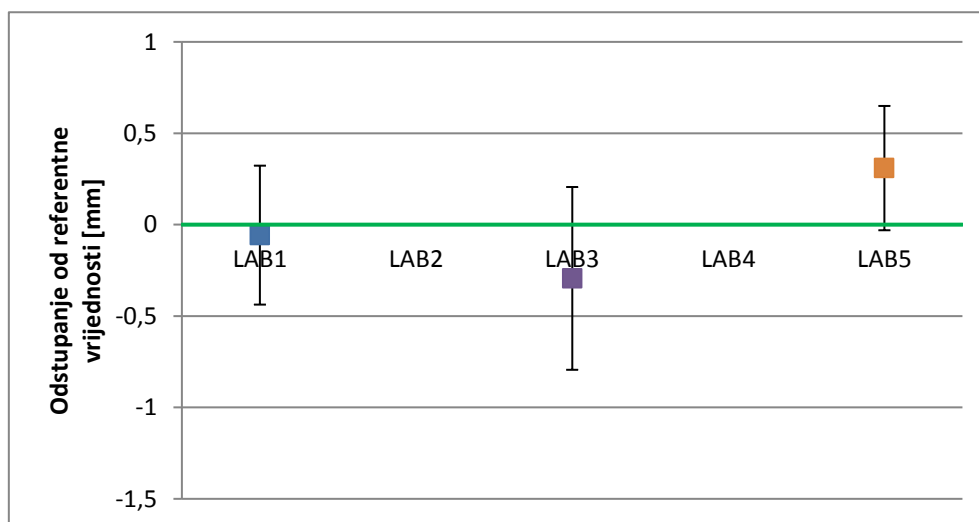 Odstupanje od referentne
vrijednosti [mm]
1
0,5
0
-0,5
-1
-1,5
LAB1
LAB2
LAB3
LAB4
LAB5